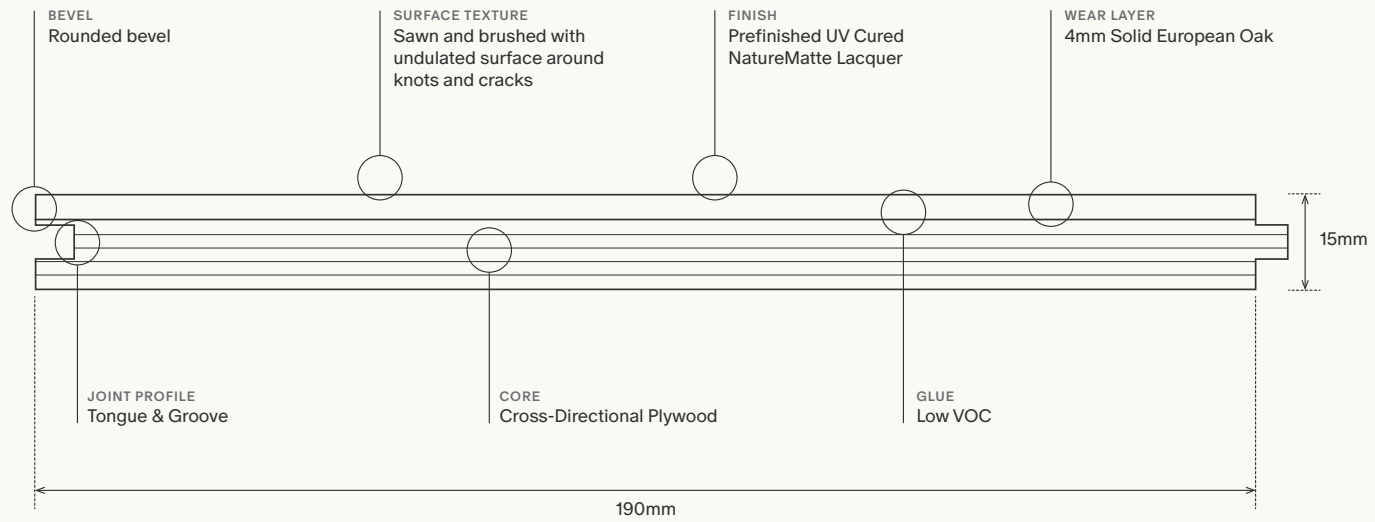 BEVEL
Rounded bevel
SURFACE TEXTURE
Sawn and brushed with
undulated surface around
knots and cracks
FINISH
Prefinished UV Cured
NatureMatte Lacquer
WEAR LAYER
4mm Solid European Oak
15mm
JOINT PROFILE
Tongue & Groove
CORE
Cross-Directional Plywood
GLUE
Low VOC
190mm